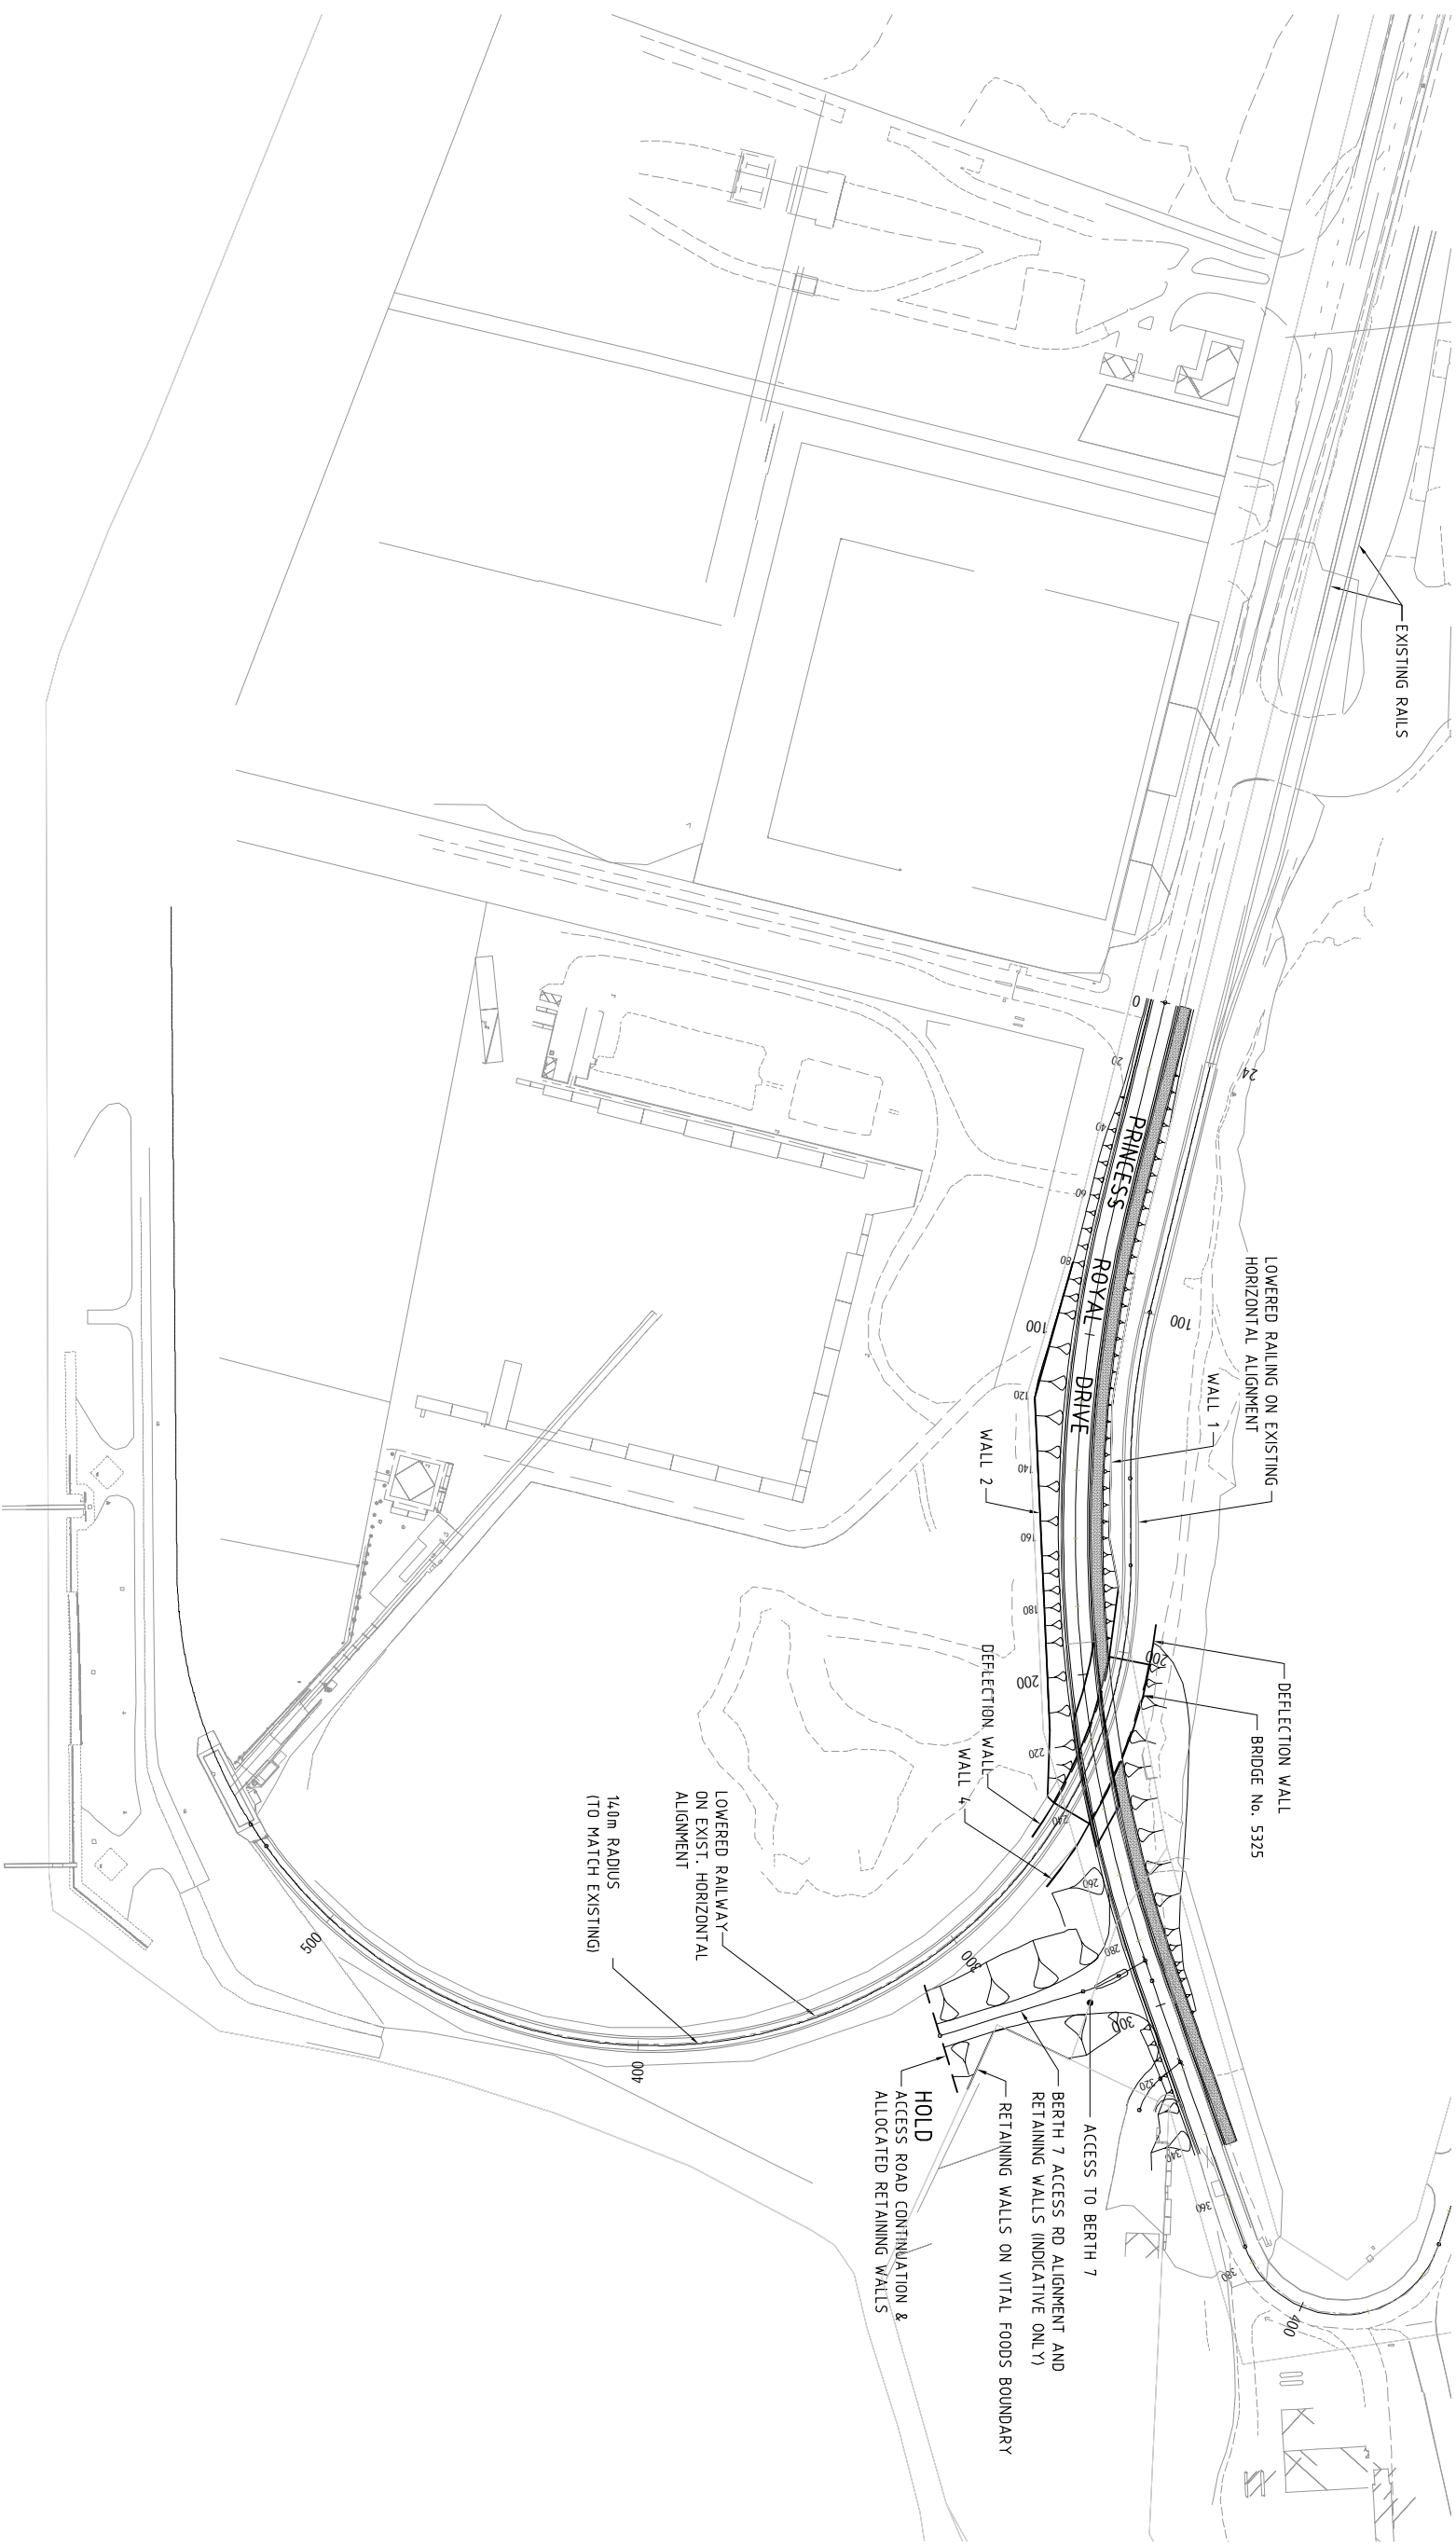 EXISTING RAILS
LOWERED RAILING ON EXISTING
HORIZONTAL ALIGNMENT
WALL 1
24
100
200
DEFLECTION WALL
BRIDGE No. 5325
PRINCESS ROYAL DRIVE
0
20
40
60
80
100
120
140
160
180
200
220
240
260
280
300
320
340
360
380
400
WALL 2
DEFLECTION WALL
WALL 4
300
400
500
LOWERED RAILWAY
ON EXIST. HORIZONTAL
ALIGNMENT
140m RADIUS
(TO MATCH EXISTING)
ACCESS TO BERTH 7
BERTH 7 ACCESS RD ALIGNMENT AND
RETAINING WALLS (INDICATIVE ONLY)
RETAINING WALLS ON VITAL FOODS BOUNDARY
HOLD
ACCESS ROAD CONTINUATION &
ALLOCATED RETAINING WALLS